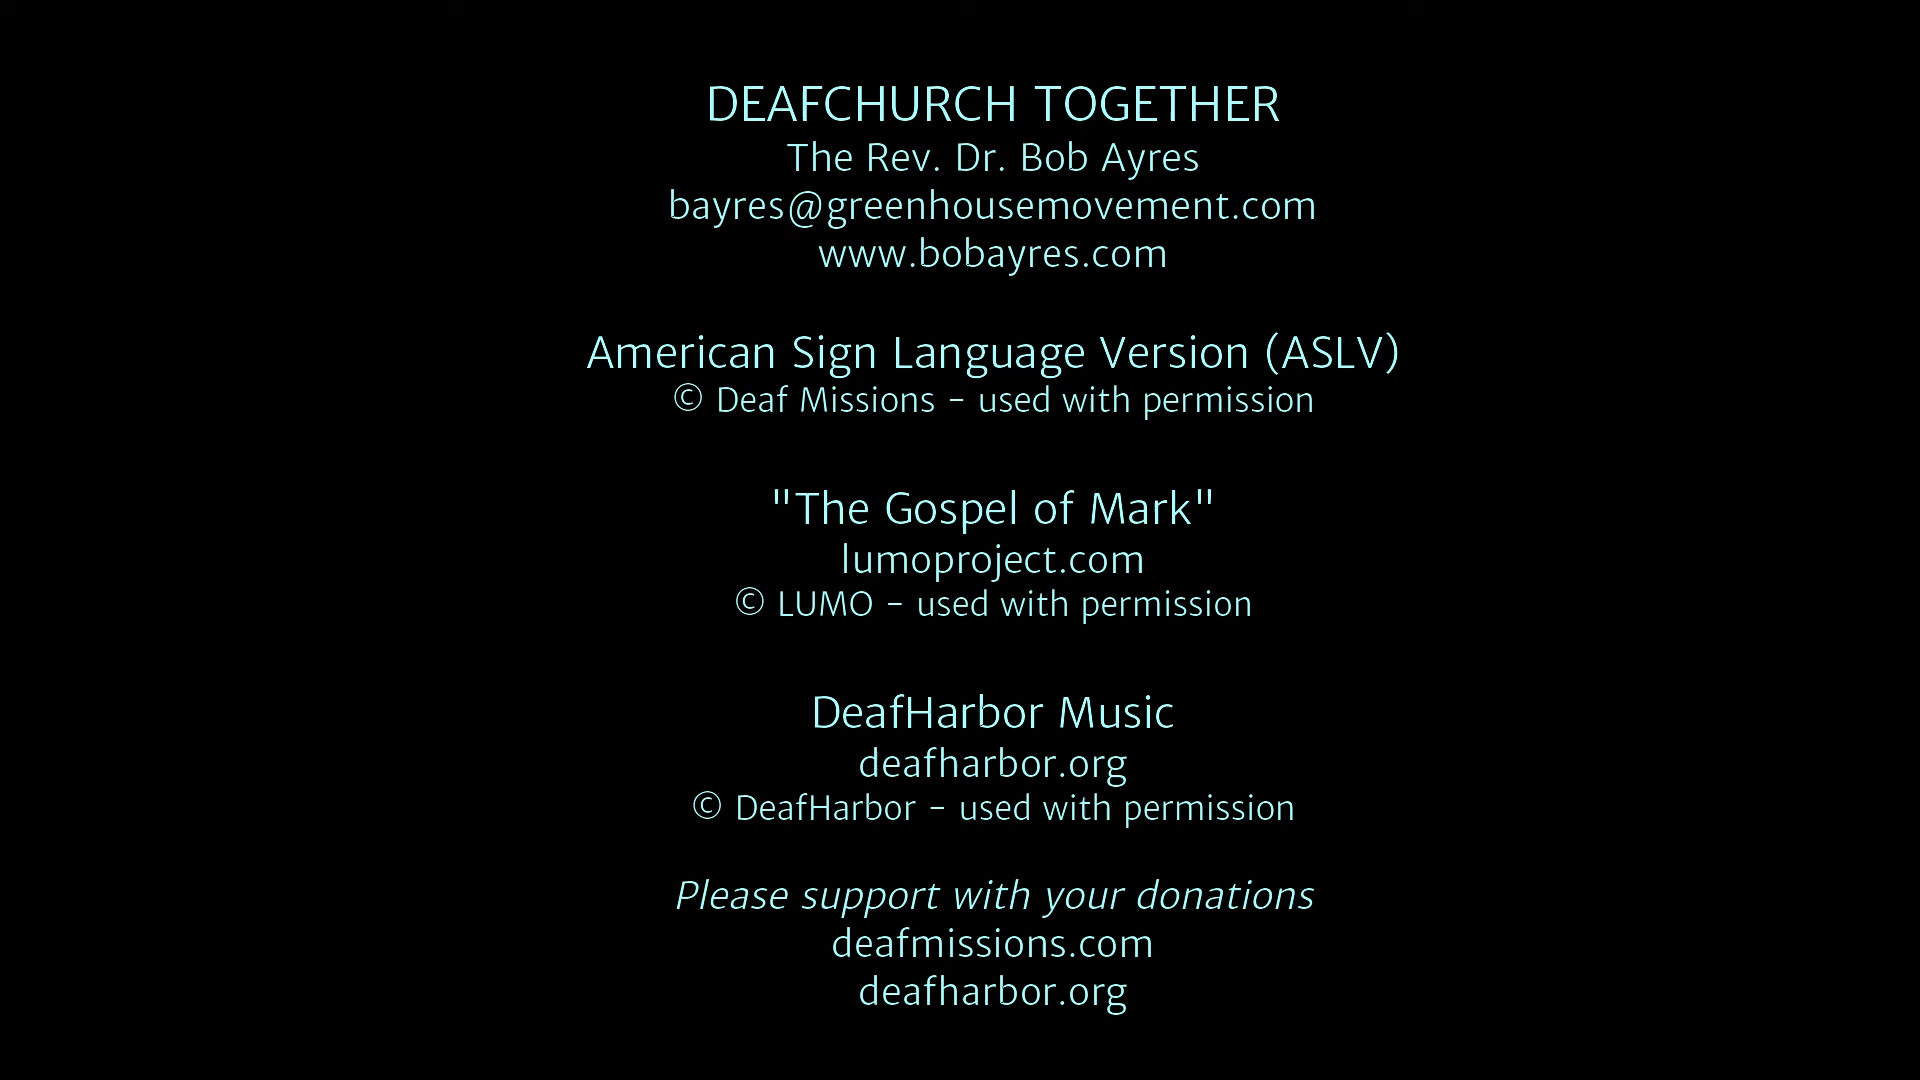 DEAFCHURCH TOGETHER
The Rev. Dr. Bob Ayres
bayres@greenhousemovement.com
www.bobayres.com
American Sign Language Version (ASLV)
© Deaf Missions - used with permission
"The Gospel of Mark"
lumoproject.com
© LUMO - used with permission
DeafHarbor Music
deafharbor.org
© DeafHarbor - used with permission
Please support with your donations
deafmissions.com
deafharbor.org